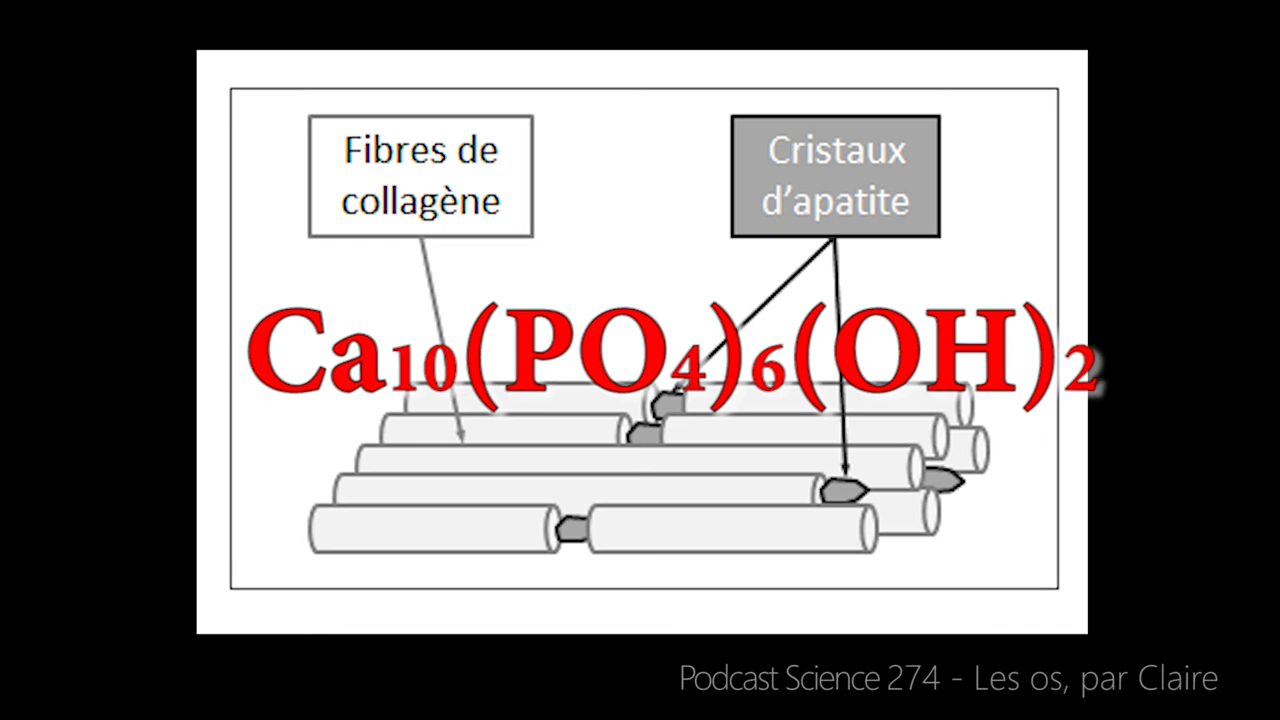 Fibres de
collagène
Cristaux
d'apatite
Ca₁₀(PO₄)₆(OH)₂
Podcast Science 274 - Les os, par Claire